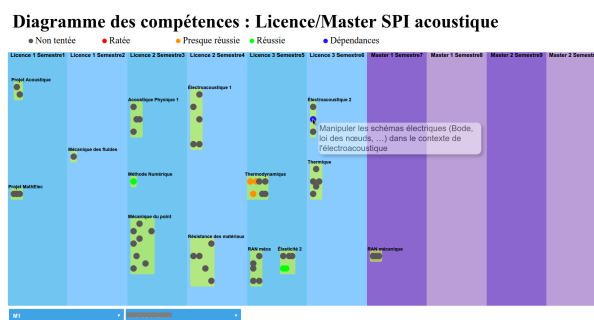 Diagramme des compétences : Licence/Master SPI acoustique
Non tentée Ratée Presque réussie Réussie Dépendances
Licence 1 Semestre1 Licence 1 Semestre2 Licence 2 Semestre3 Licence 2 Semestre4 Licence 3 Semestre5 Licence 3 Semestre6 Master 1 Semestre7 Master 1 Semestre8 Master 2 Semestre9 Master 2 Semestre
Projet Acoustique
Électroacoustique 1
Acoustique Physique 1
Électroacoustique 2
Manipuler les schémas électriques (Bode,
loi des nœuds, ...) dans le contexte de
l'électroacoustique
Mécanique des fluides
Thermique
Méthode Numérique
Thermodynamique
Projet MathElec
Mécanique du point
Résistance des matériaux
RAN méca
Élasticité 2
RAN mécanique
M1